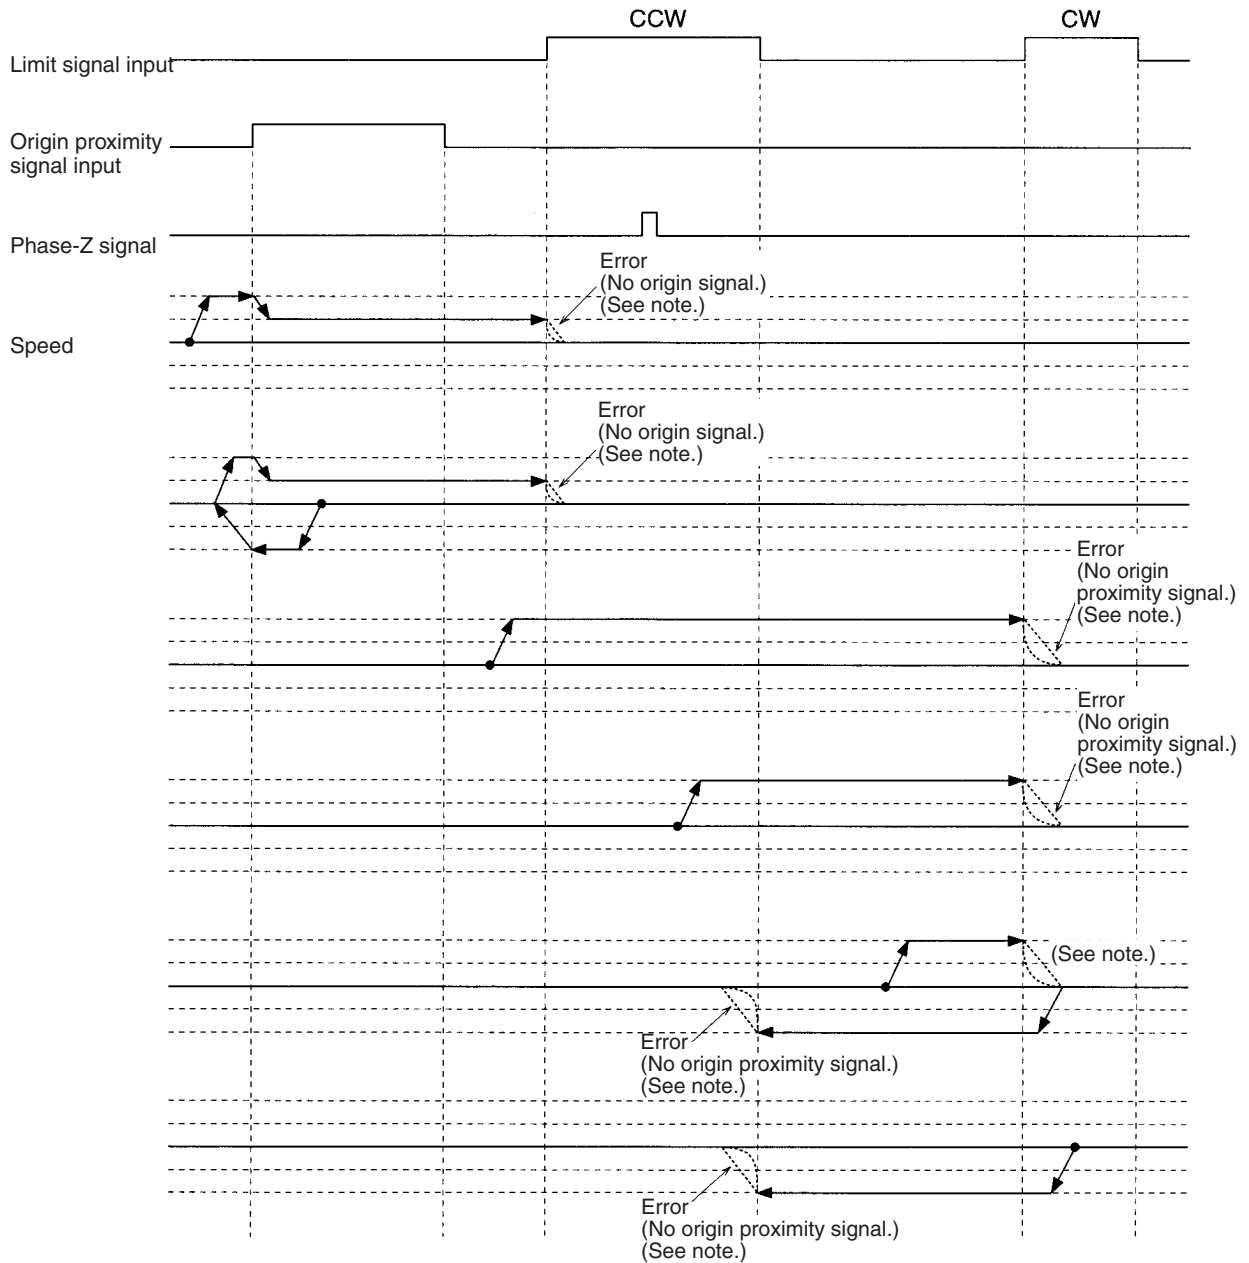 CCW
CW
Limit signal input
Origin proximity
signal input
Phase-Z signal
Error
(No origin signal.)
(See note.)
Speed
Error
(No origin signal.)
(See note.)
Error
(No origin
proximity signal.)
(See note.)
Error
(No origin
proximity signal.)
(See note.)
(See note.)
Error
(No origin proximity signal.)
(See note.)
Error
(No origin proximity signal.)
(See note.)